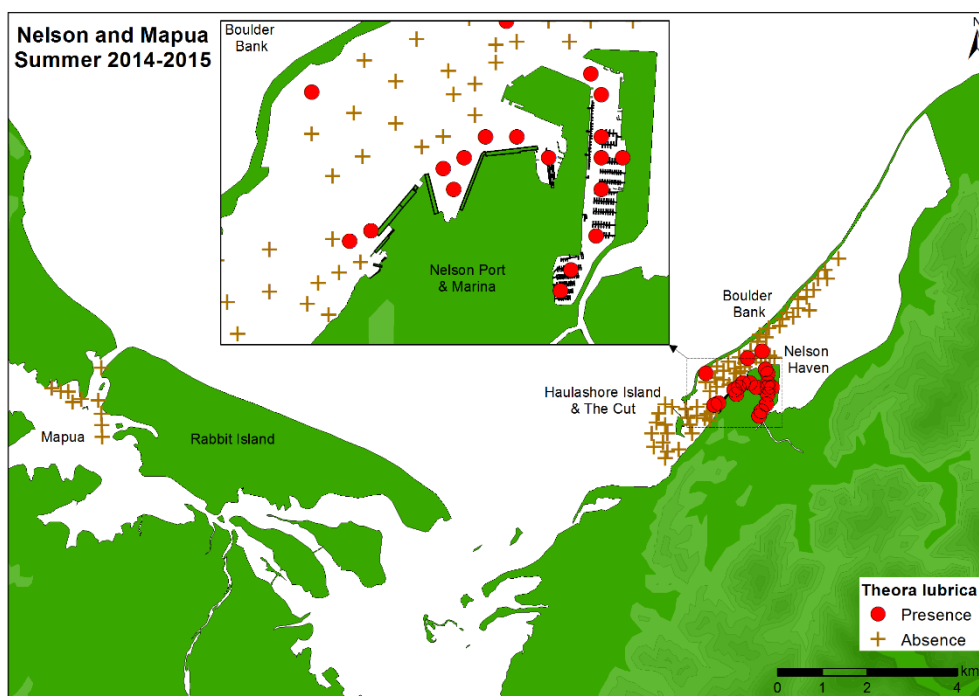 Nelson and Mapua
Summer 2014-2015
Boulder
Bank
N
Nelson Port
& Marina
Boulder
Bank
Nelson
Haven
Haulashore Island
& The Cut
Mapua
Rabbit Island
Theora lubrica
Presence
Absence
km
0 1 2 4